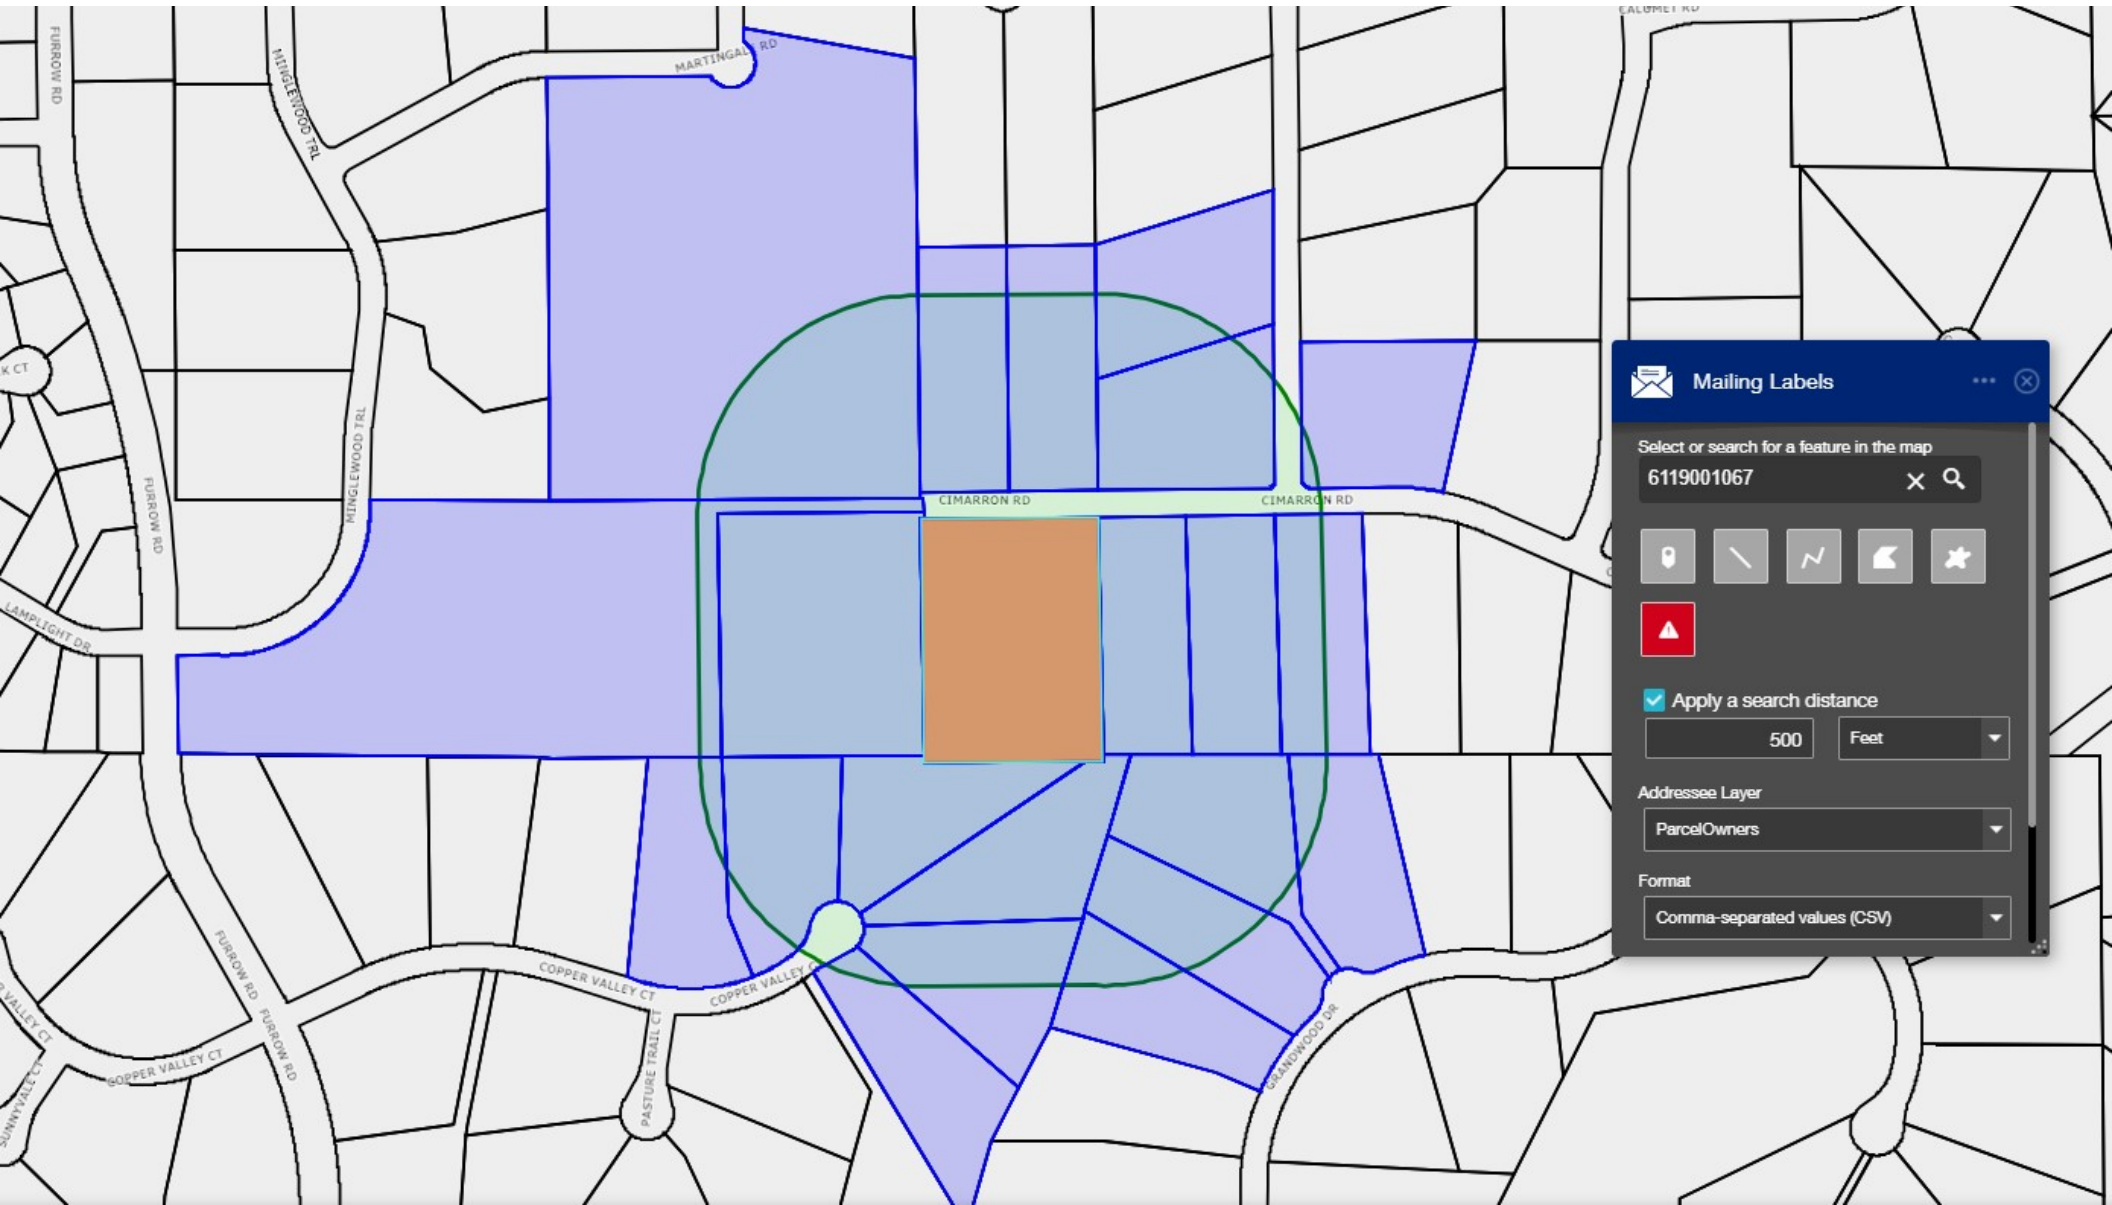 CALUMET RD
FURROW RD
MINGLEWOOD TRL
MARTINGALE RD
K CT
MINGLEWOOD TRL
FURROW RD
CIMARRON RD
CIMARRON RD
LAMPLIGHT DR
COPPER VALLEY CT
COPPER VALLEY C
FURROW RD
FURROW RD
R VALLEY CT
COPPER VALLEY CT
SUNNYVALE CT
PASTURE TRAIL CT
GRANDWOOD DR
Mailing Labels
Select or search for a feature in the map
6119001067
Apply a search distance
500 Feet
Addressee Layer
ParcelOwners
Format
Comma-separated values (CSV)